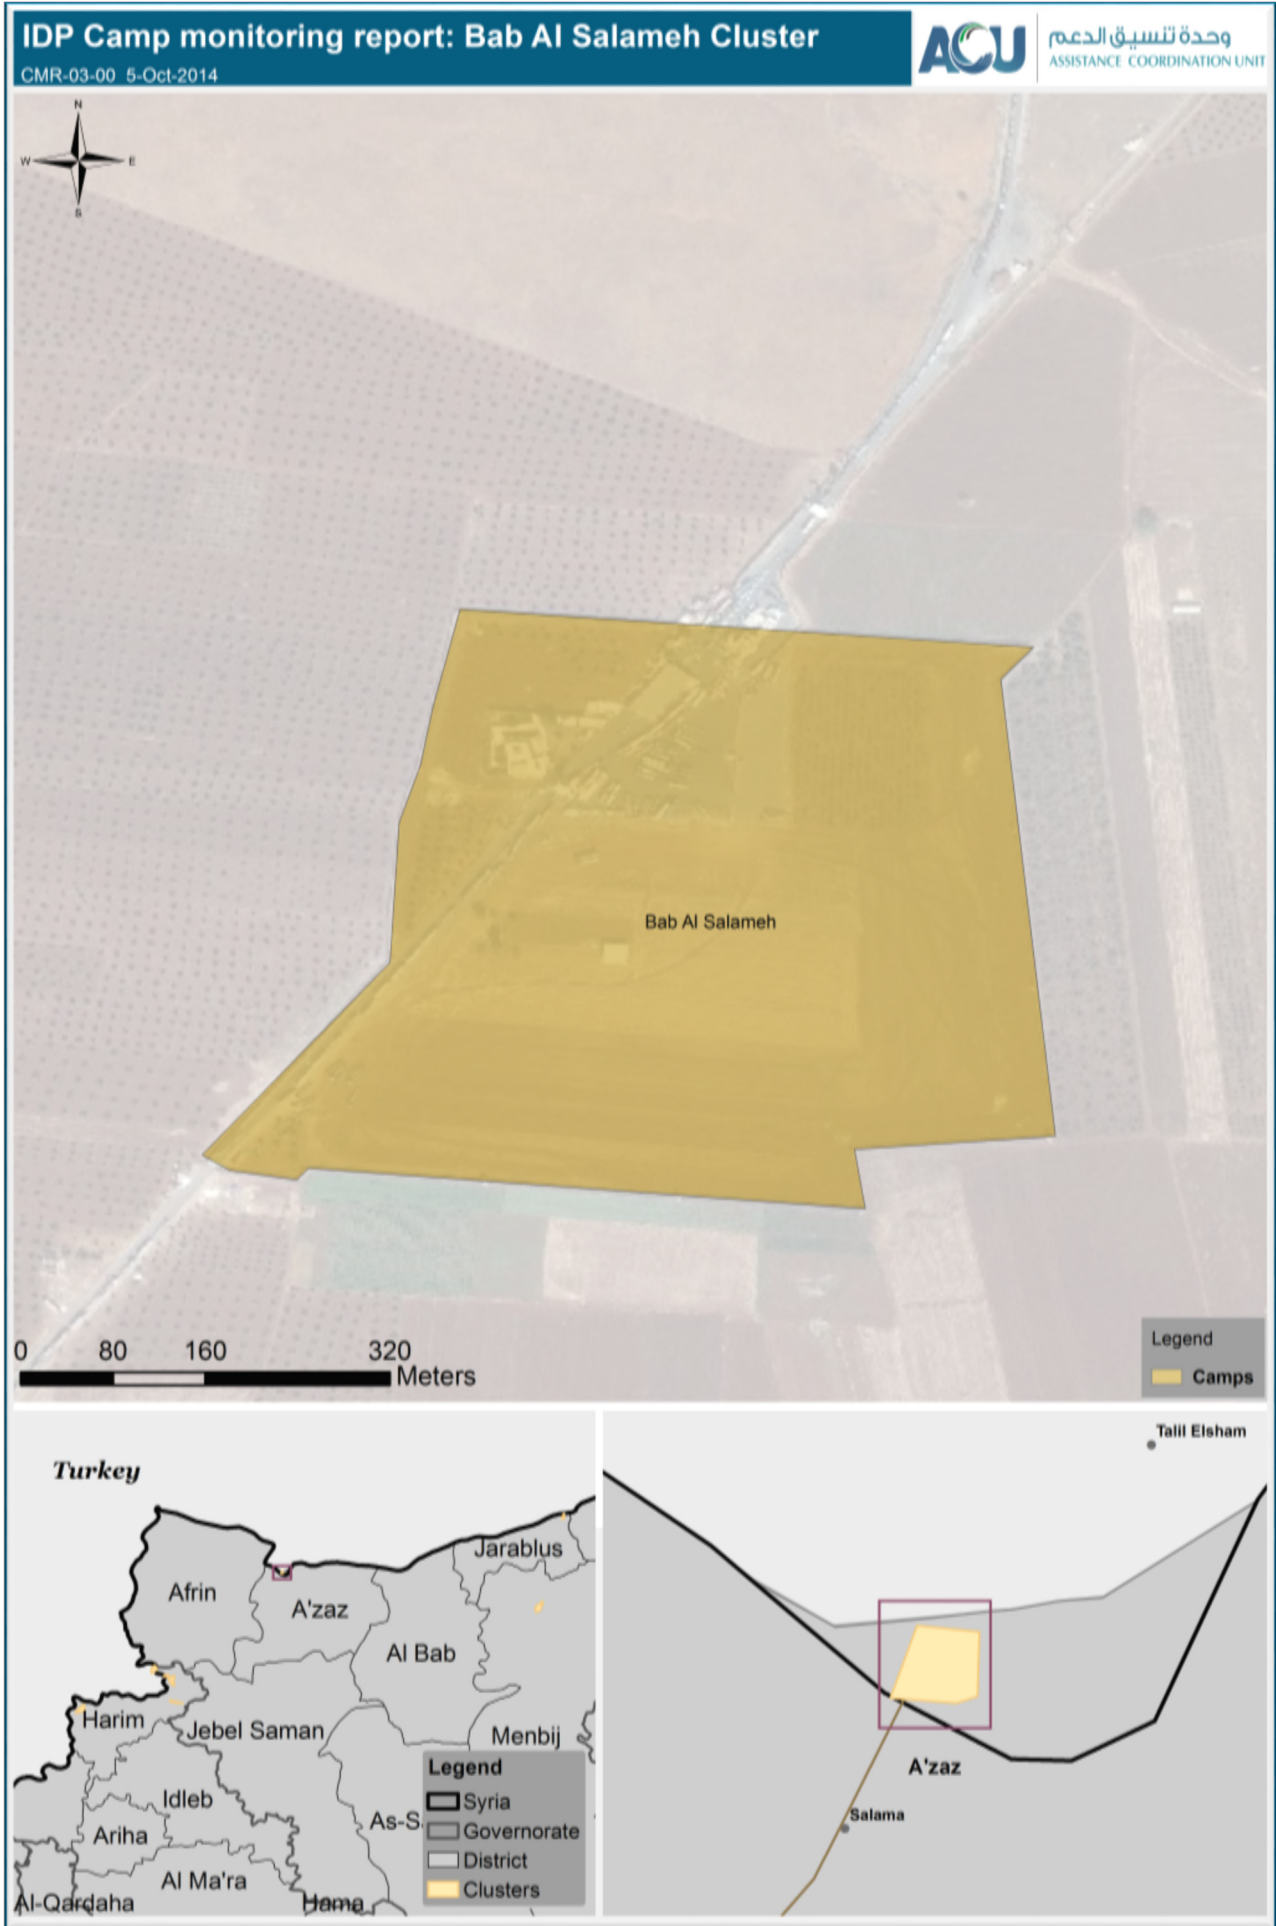 IDP Camp monitoring report: Bab Al Salameh Cluster
CMR-03-00 5-Oct-2014
ACU
وحدة تنسيق الدعم
ASSISTANCE COORDINATION UNIT
N
W
E
S
Bab Al Salameh
0 80 160 320
Meters
Legend
Camps
Turkey
Jarablus
Afrin
A'zaz
Al Bab
Harim
Jebel Saman
Menbij
Idleb
As-S
Ariha
Al Ma'ra
Al-Qardaha
Hama
Legend
Syria
Governorate
District
Clusters
Talil Elsham
A'zaz
Salama